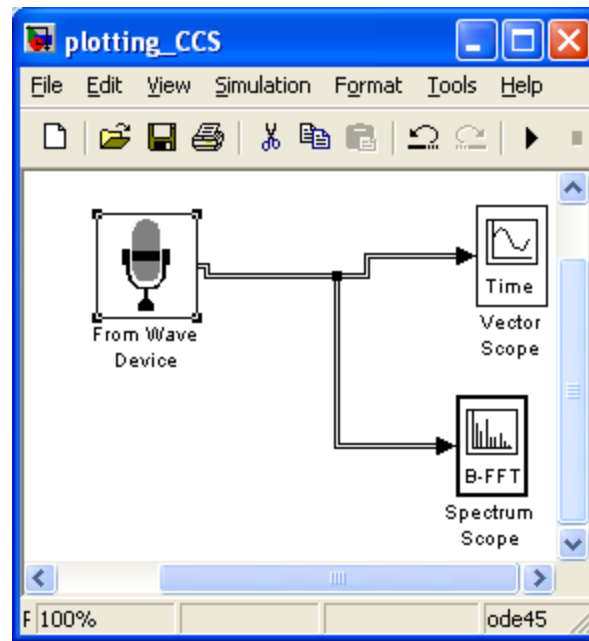 plotting_CCS
File Edit View Simulation Format Tools Help
Time
Vector
Scope
From Wave
Device
B-FFT
Spectrum
Scope
F 100% ode45